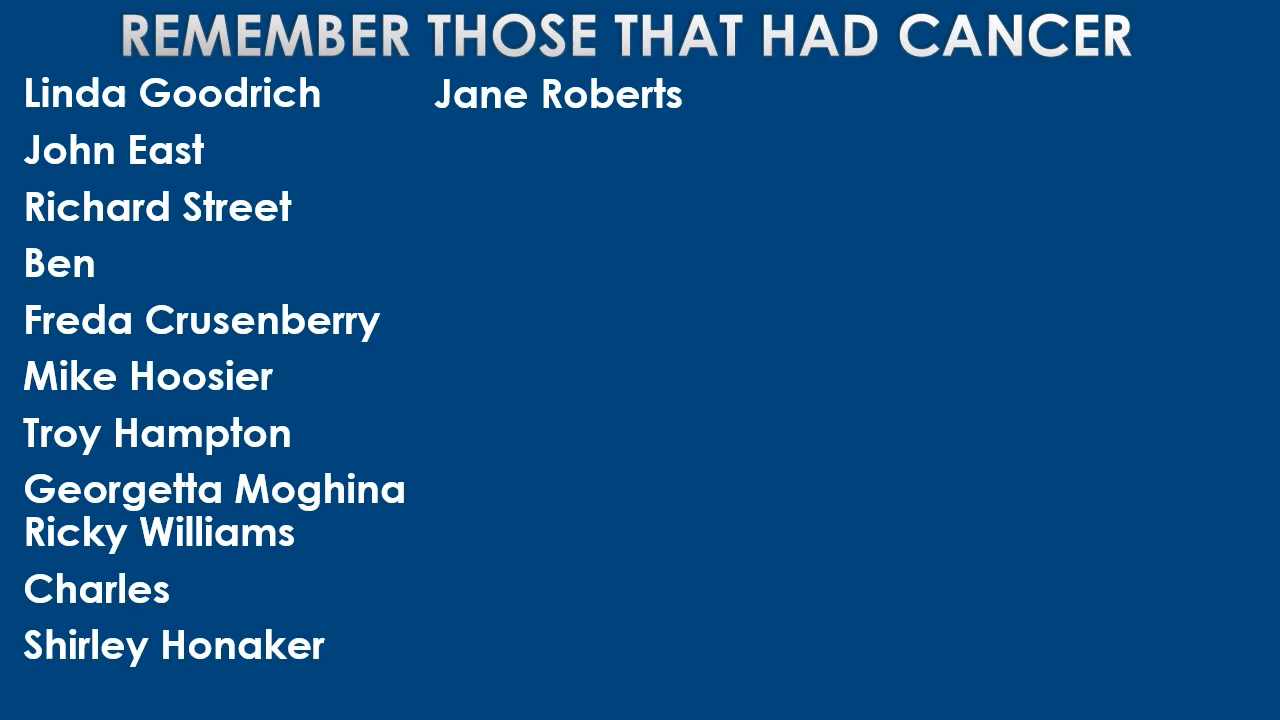 REMEMBER THOSE THAT HAD CANCER
Linda Goodrich
John East
Richard Street
Ben
Freda Crusenberry
Mike Hoosier
Troy Hampton
Georgetta Moghina
Ricky Williams
Charles
Shirley Honaker
Jane Roberts